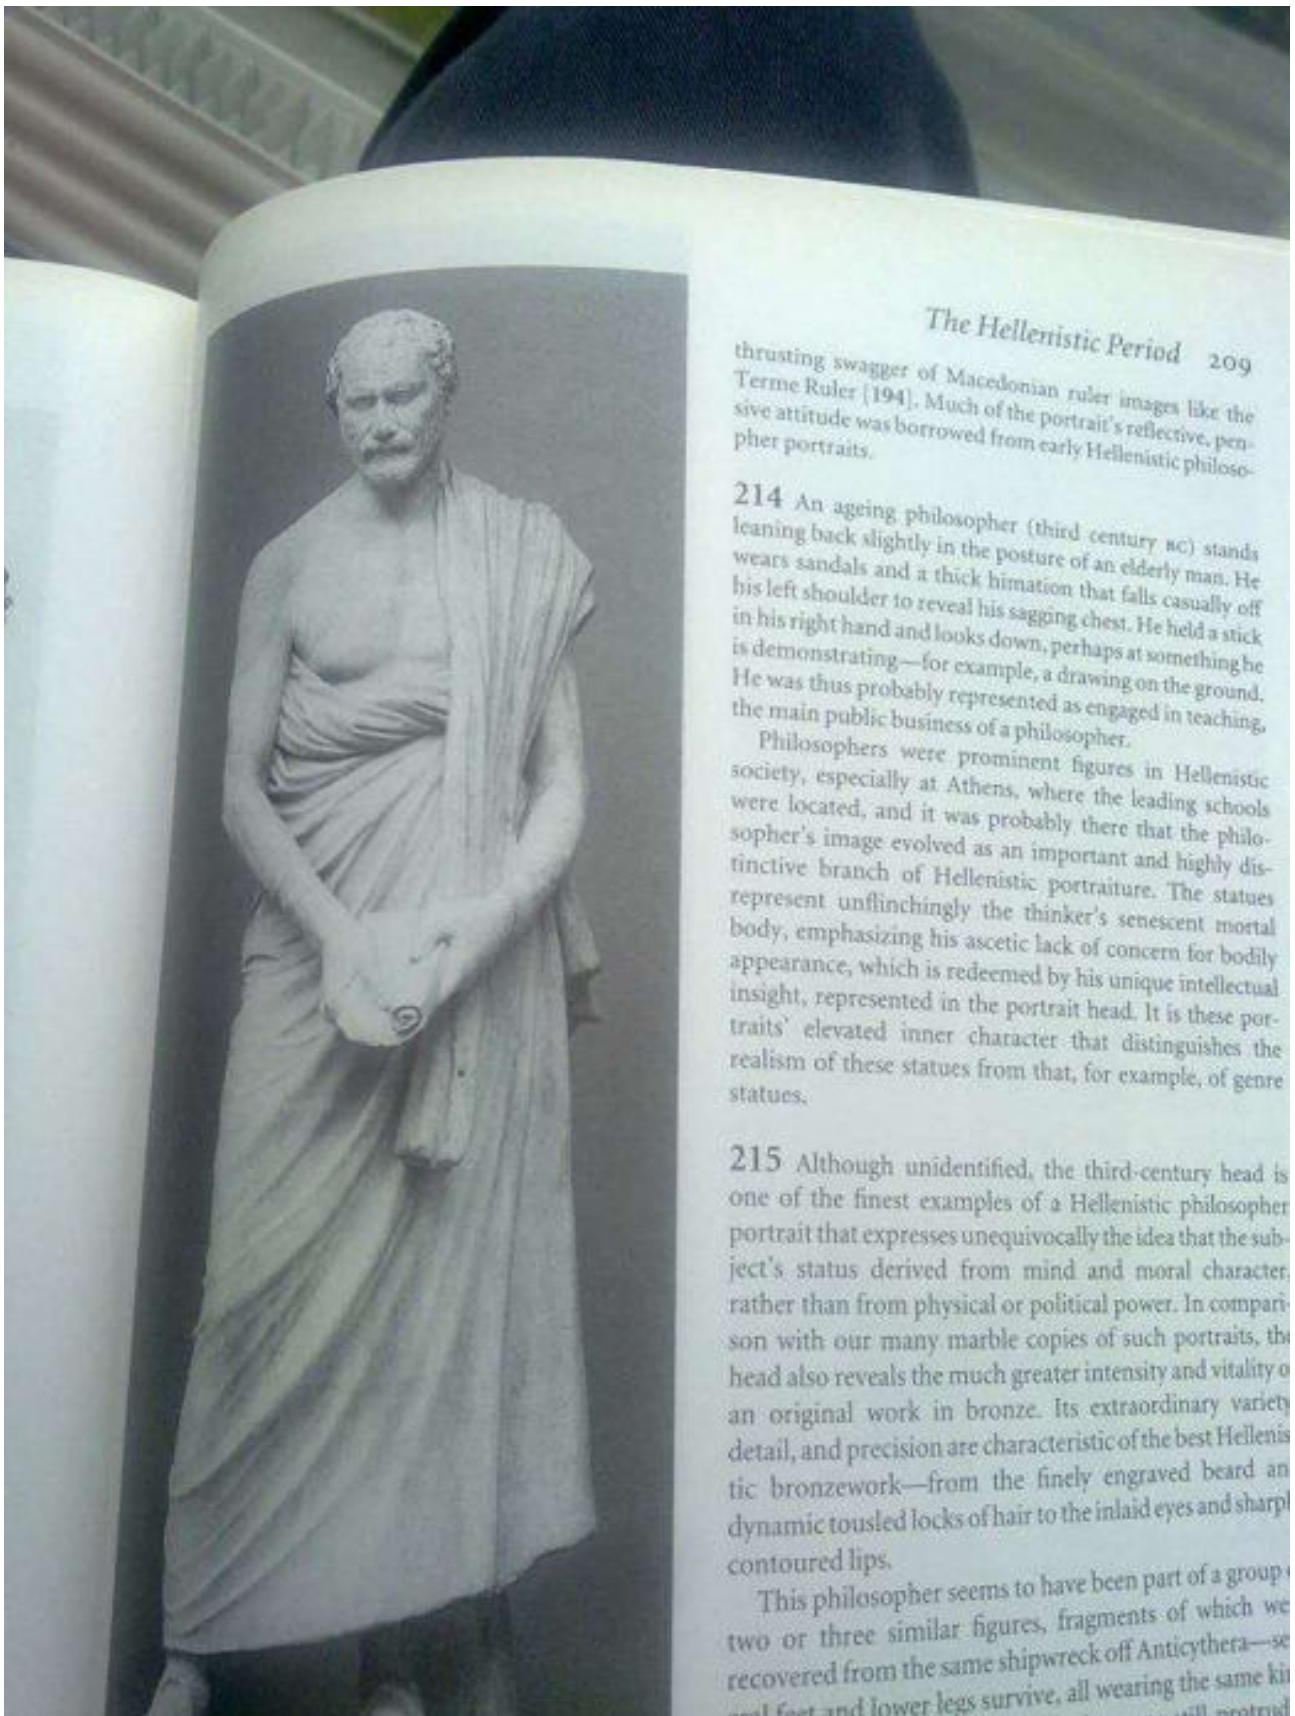 The Hellenistic Period 209
thrusting swagger of Macedonian ruler images like the
Terme Ruler [194]. Much of the portrait's reflective, pen-
sive attitude was borrowed from early Hellenistic philoso-
pher portraits.
214 An ageing philosopher (third century BC) stands
leaning back slightly in the posture of an elderly man. He
wears sandals and a thick himation that falls casually off
his left shoulder to reveal his sagging chest. He held a stick
in his right hand and looks down, perhaps at something he
is demonstrating—for example, a drawing on the ground.
He was thus probably represented as engaged in teaching,
the main public business of a philosopher.
Philosophers were prominent figures in Hellenistic
society, especially at Athens, where the leading schools
were located, and it was probably there that the philo-
sopher's image evolved as an important and highly dis-
tinctive branch of Hellenistic portraiture. The statues
represent unflinchingly the thinker's senescent mortal
body, emphasizing his ascetic lack of concern for bodily
appearance, which is redeemed by his unique intellectual
insight, represented in the portrait head. It is these por-
traits' elevated inner character that distinguishes the
realism of these statues from that, for example, of genre
statues.
215 Although unidentified, the third-century head is
one of the finest examples of a Hellenistic philosopher
portrait that expresses unequivocally the idea that the sub-
ject's status derived from mind and moral character,
rather than from physical or political power. In compari-
son with our many marble copies of such portraits, the
head also reveals the much greater intensity and vitality o
an original work in bronze. Its extraordinary variety
detail, and precision are characteristic of the best Hellenis
tic bronzework—from the finely engraved beard an
dynamic tousled locks of hair to the inlaid eyes and sharpl
contoured lips.
This philosopher seems to have been part of a group
two or three similar figures, fragments of which we
recovered from the same shipwreck off Anticythera—se
feet and lower legs survive, all wearing the same ki